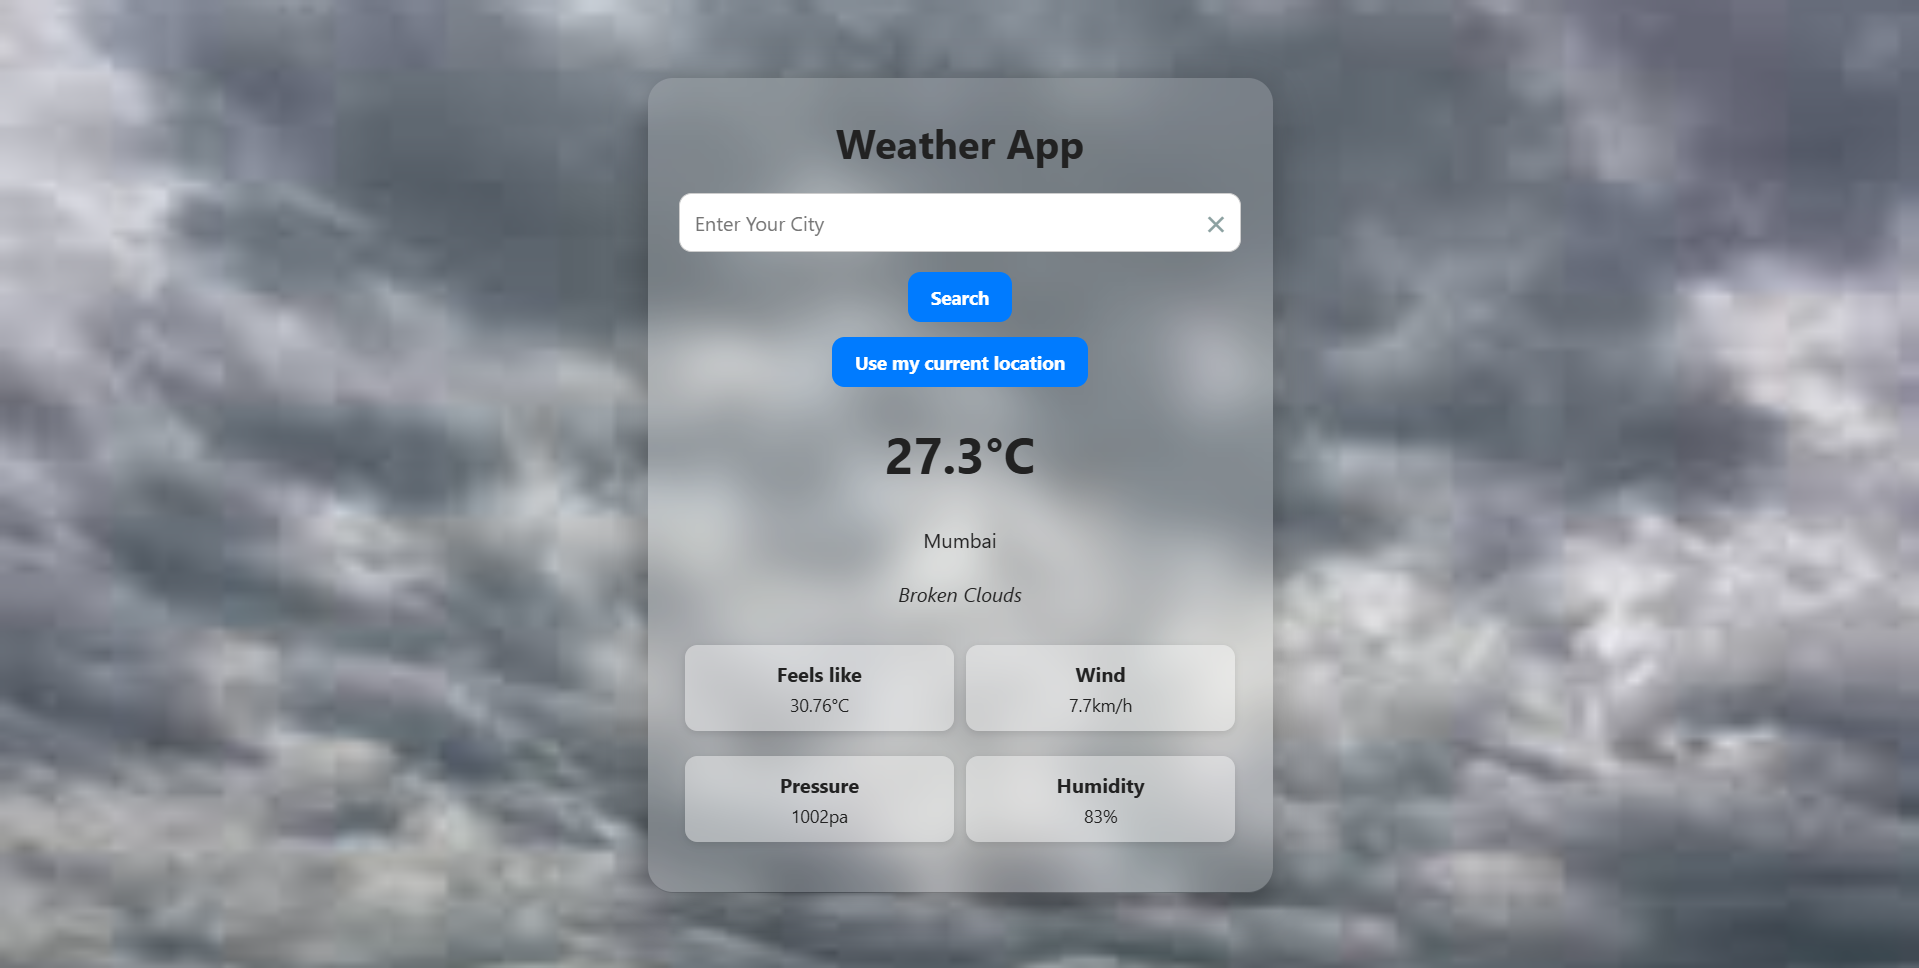 Weather App
Enter Your City
Search
Use my current location
27.3°C
Mumbai
Broken Clouds
Feels like
30.76°C
Wind
7.7km/h
Pressure
1002pa
Humidity
83%